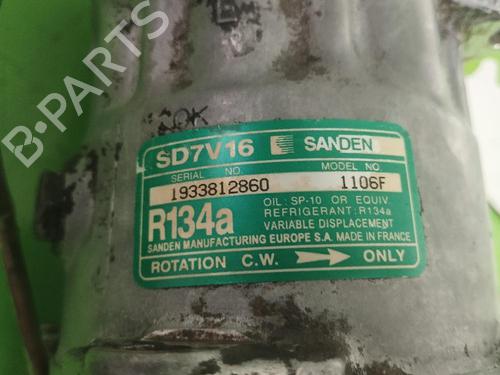 B-PARTS
OK
SD7V16 SANDEN
SERIAL NO. MODEL NO.
1933812860 1106F
R134a
OIL: SP-10 OR EQUIV.
REFRIGERANT: R134a
VARIABLE DISPLACEMENT
SANDEN MANUFACTURING EUROPE S.A. MADE IN FRANCE
ROTATION C.W. ONLY